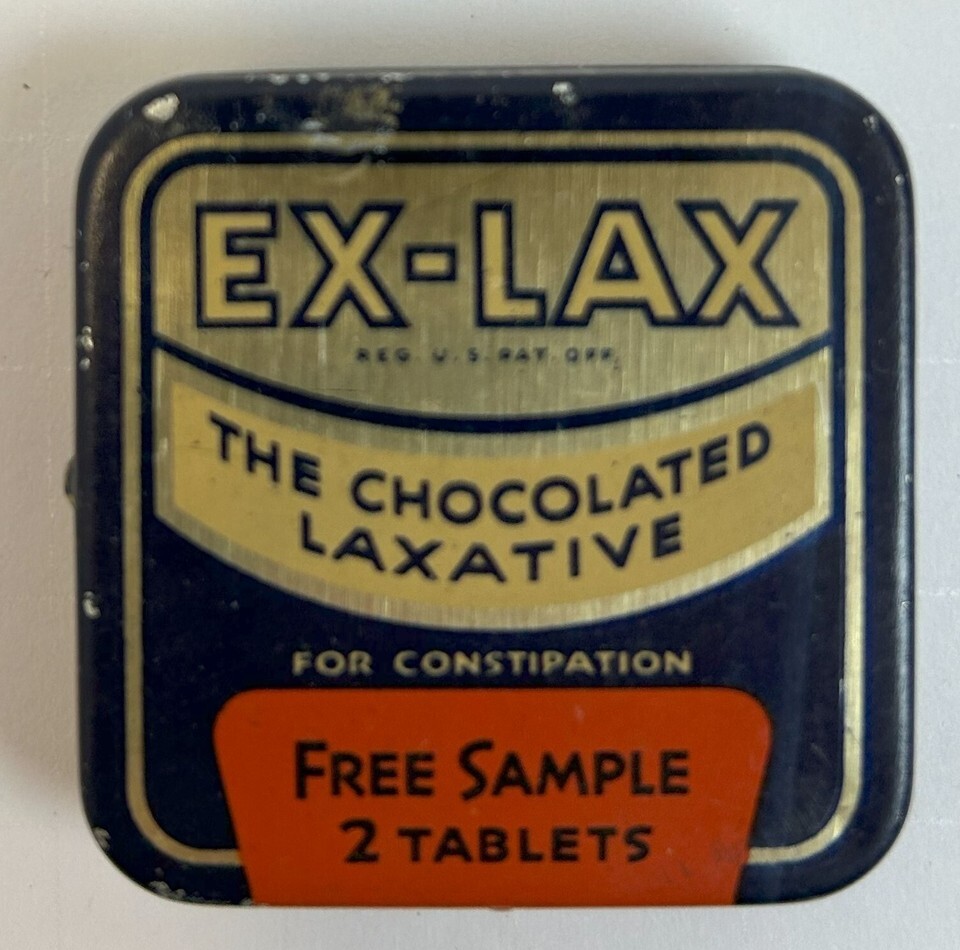 EX-LAX
REG. U.S. PAT. OFF.
THE CHOCOLATED
LAXATIVE
FOR CONSTIPATION
FREE SAMPLE
2 TABLETS